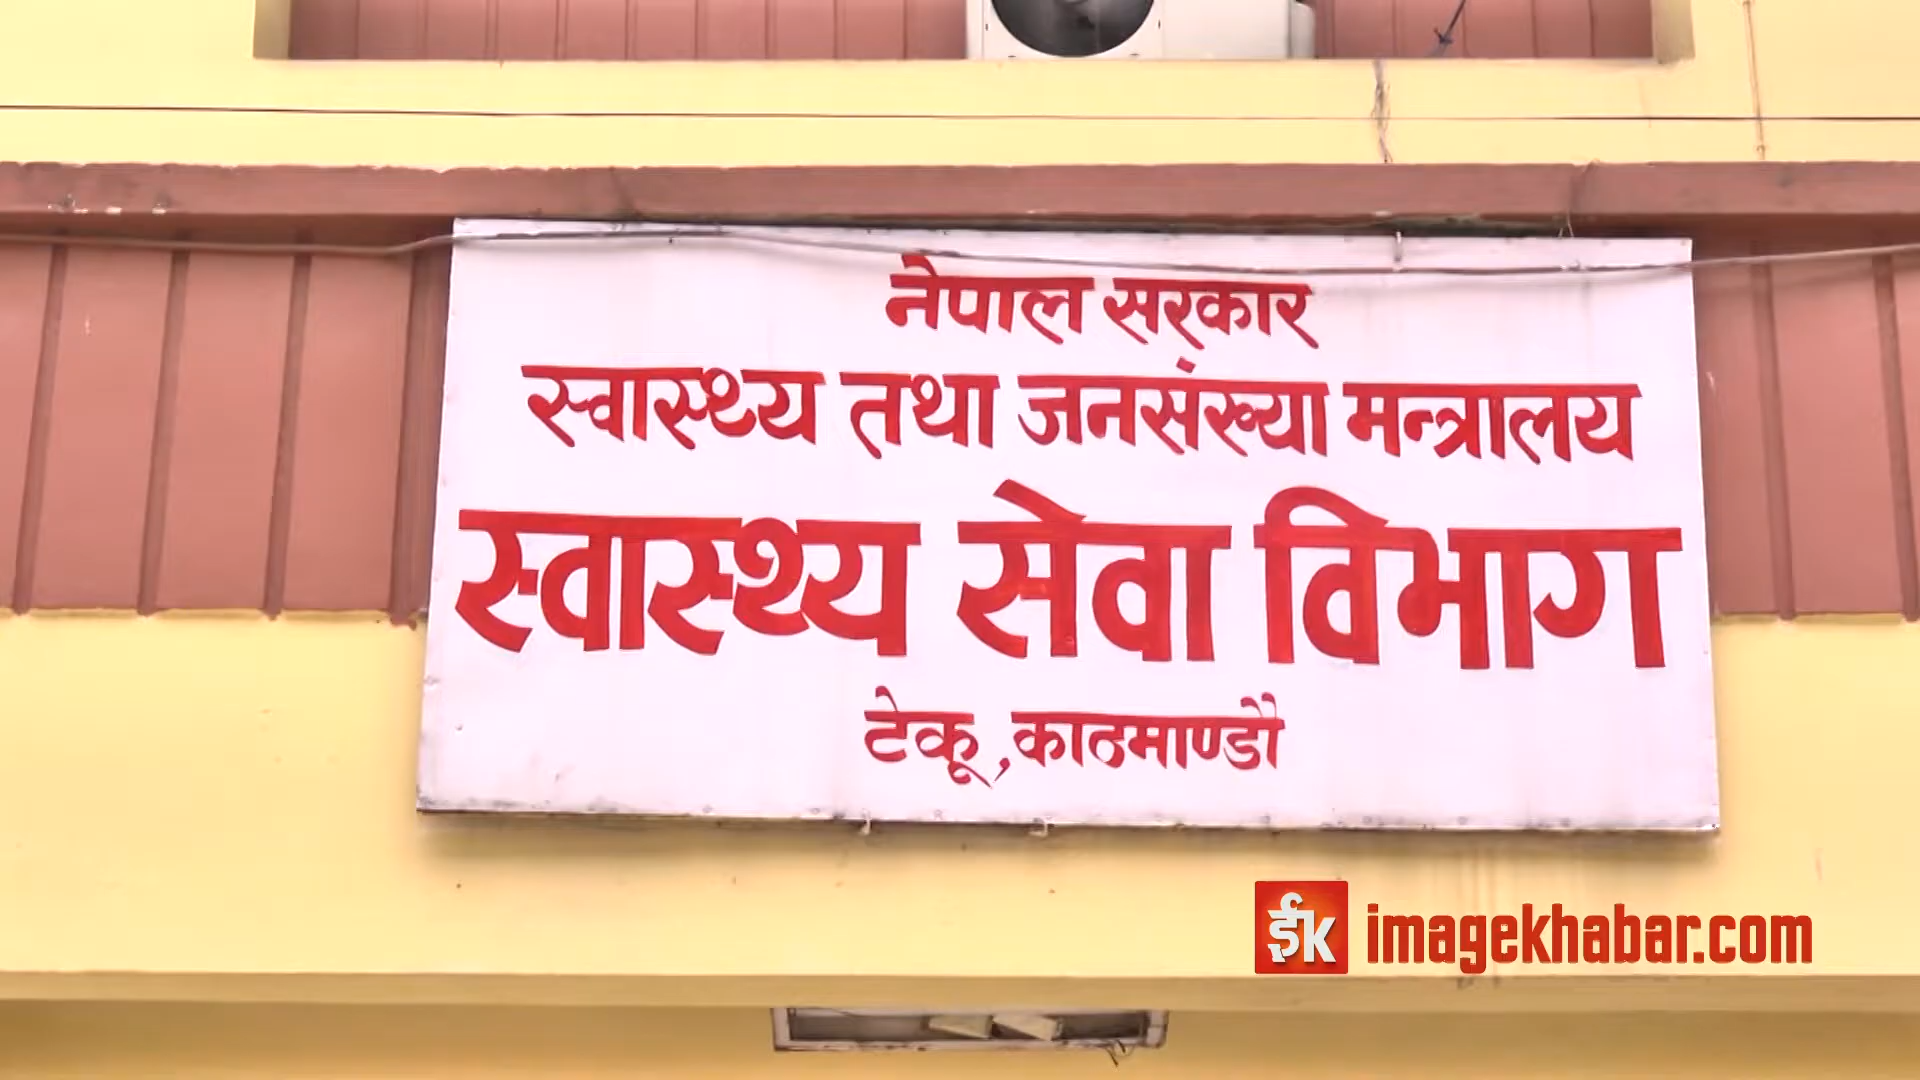 नेपाल सरकार
स्वास्थ्य तथा जनसंख्या मन्त्रालय
स्वास्थ्य सेवा विभाग
टेकू, काठमाण्डौ
ईk imagekhabar.com